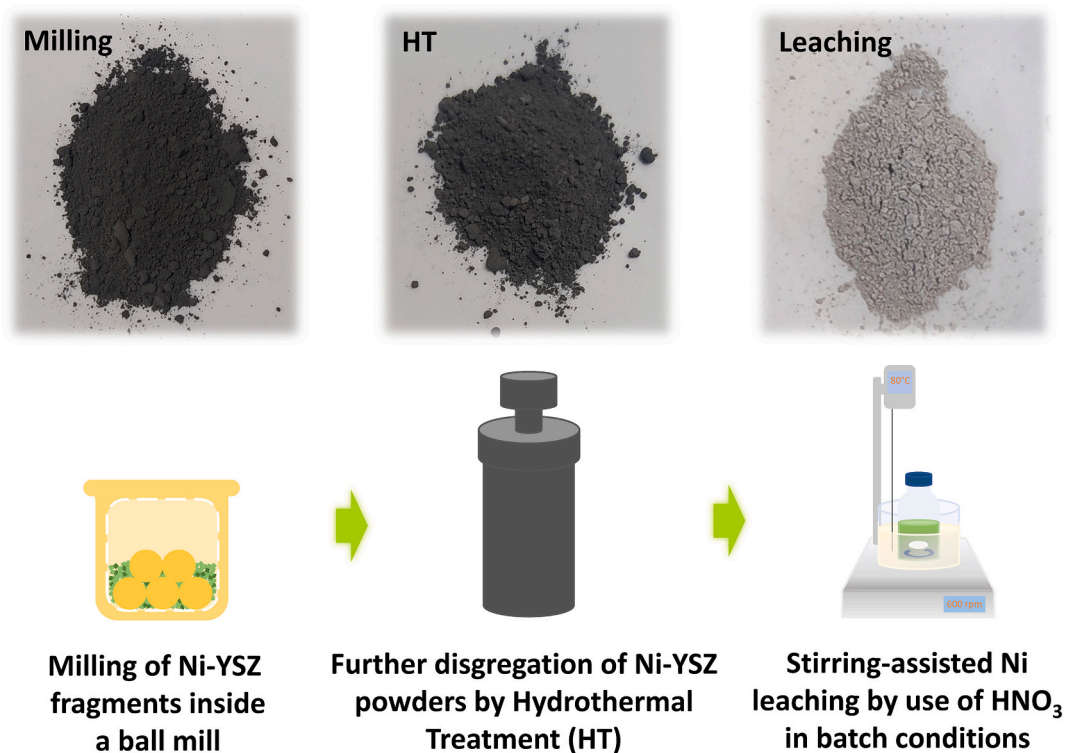 Milling
HT
Leaching
80°C
600 rpm
Milling of Ni-YSZ
fragments inside
a ball mill
Further disgregation of Ni-YSZ
powders by Hydrothermal
Treatment (HT)
Stirring-assisted Ni
leaching by use of HNO₃
in batch conditions